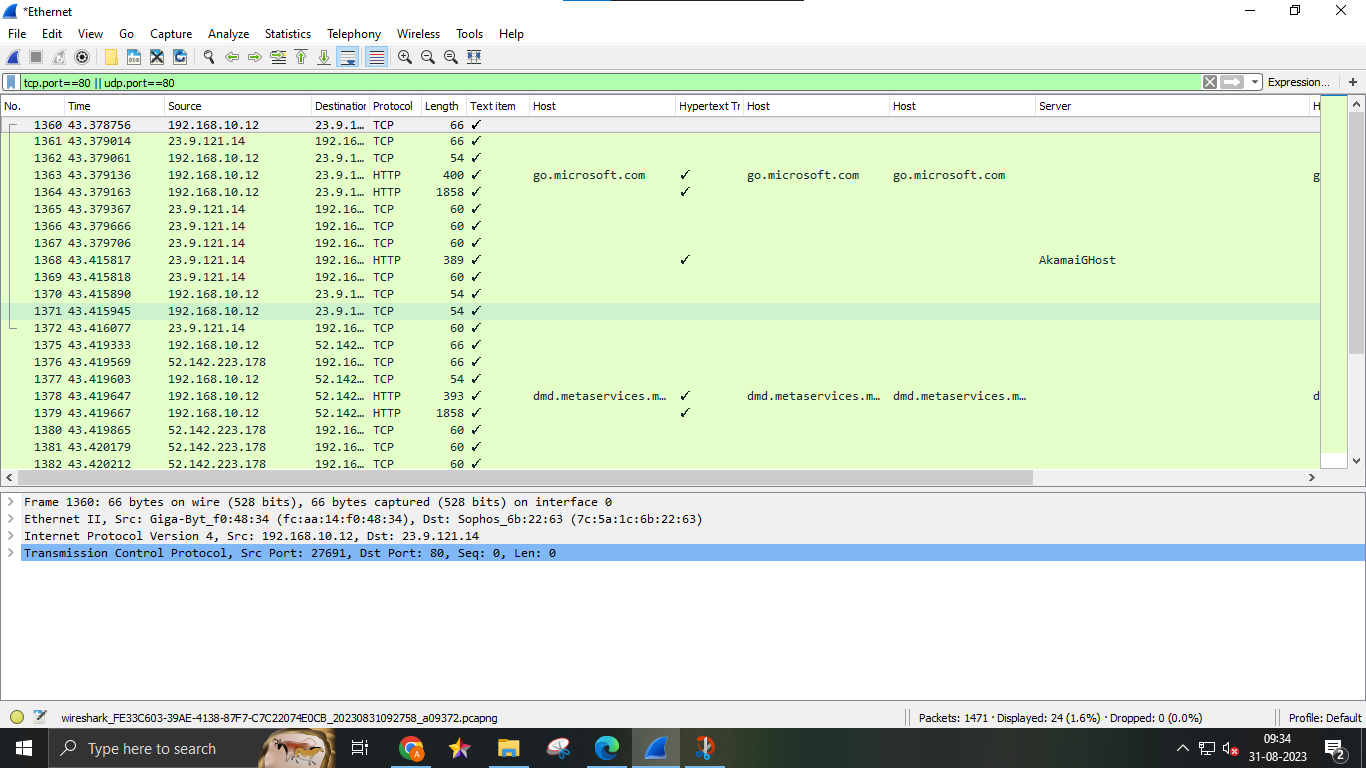 *Ethernet
File Edit View Go Capture Analyze Statistics Telephony Wireless Tools Help
tcp.port==80 || udp.port==80 Expression... +
No. Time Source Destination Protocol Length Text item Host Hypertext Tr Host Host Server H
1360 43.378756 192.168.10.12 23.9.1… TCP 66 ✓
1361 43.379014 23.9.121.14 192.16… TCP 66 ✓
1362 43.379061 192.168.10.12 23.9.1… TCP 54 ✓
1363 43.379136 192.168.10.12 23.9.1… HTTP 400 ✓ go.microsoft.com ✓ go.microsoft.com go.microsoft.com g
1364 43.379163 192.168.10.12 23.9.1… HTTP 1858 ✓ ✓
1365 43.379367 23.9.121.14 192.16… TCP 60 ✓
1366 43.379666 23.9.121.14 192.16… TCP 60 ✓
1367 43.379706 23.9.121.14 192.16… TCP 60 ✓
1368 43.415817 23.9.121.14 192.16… HTTP 389 ✓ ✓ AkamaiGHost
1369 43.415818 23.9.121.14 192.16… TCP 60 ✓
1370 43.415890 192.168.10.12 23.9.1… TCP 54 ✓
1371 43.415945 192.168.10.12 23.9.1… TCP 54 ✓
1372 43.416077 23.9.121.14 192.16… TCP 60 ✓
1375 43.419333 192.168.10.12 52.142… TCP 66 ✓
1376 43.419569 52.142.223.178 192.16… TCP 66 ✓
1377 43.419603 192.168.10.12 52.142… TCP 54 ✓
1378 43.419647 192.168.10.12 52.142… HTTP 393 ✓ dmd.metaservices.m… ✓ dmd.metaservices.m… dmd.metaservices.m… d
1379 43.419667 192.168.10.12 52.142… HTTP 1858 ✓ ✓
1380 43.419865 52.142.223.178 192.16… TCP 60 ✓
1381 43.420179 52.142.223.178 192.16… TCP 60 ✓
1382 43.420212 52.142.223.178 192.16… TCP 60 ✓
Frame 1360: 66 bytes on wire (528 bits), 66 bytes captured (528 bits) on interface 0
Ethernet II, Src: Giga-Byt_f0:48:34 (fc:aa:14:f0:48:34), Dst: Sophos_6b:22:63 (7c:5a:1c:6b:22:63)
Internet Protocol Version 4, Src: 192.168.10.12, Dst: 23.9.121.14
Transmission Control Protocol, Src Port: 27691, Dst Port: 80, Seq: 0, Len: 0
wireshark_FE33C603-39AE-4138-87F7-C7C22074E0CB_20230831092758_a09372.pcapng Packets: 1471 · Displayed: 24 (1.6%) · Dropped: 0 (0.0%) Profile: Default
Type here to search A 09:34 2
31-08-2023